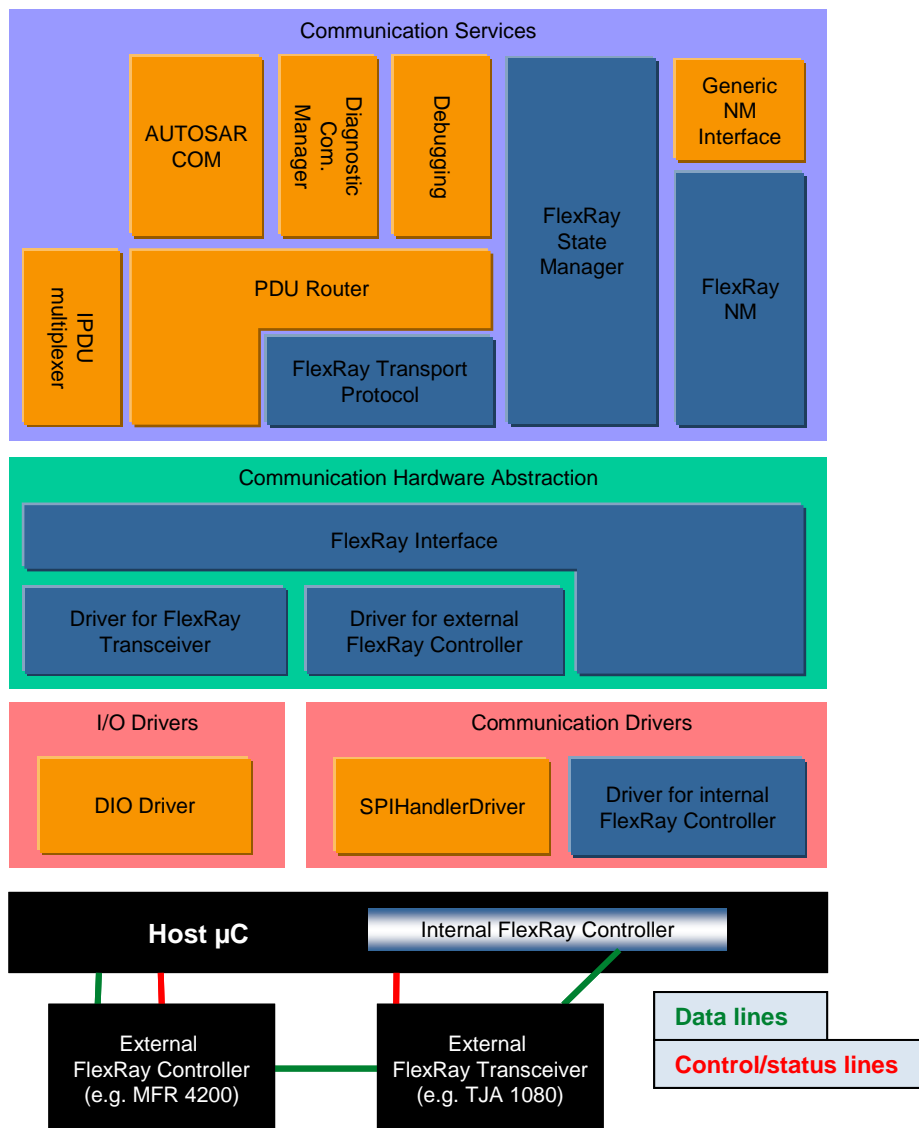 Communication Services
AUTOSAR
COM
Diagnostic
Com.
Manager
Debugging
FlexRay
State
Manager
Generic
NM
Interface
FlexRay
NM
IPDU
multiplexer
PDU Router
FlexRay Transport
Protocol
Communication Hardware Abstraction
FlexRay Interface
Driver for FlexRay
Transceiver
Driver for external
FlexRay Controller
I/O Drivers
DIO Driver
Communication Drivers
SPIHandlerDriver
Driver for internal
FlexRay Controller
Host µC
Internal FlexRay Controller
External
FlexRay Controller
(e.g. MFR 4200)
External
FlexRay Transceiver
(e.g. TJA 1080)
Data lines
Control/status lines